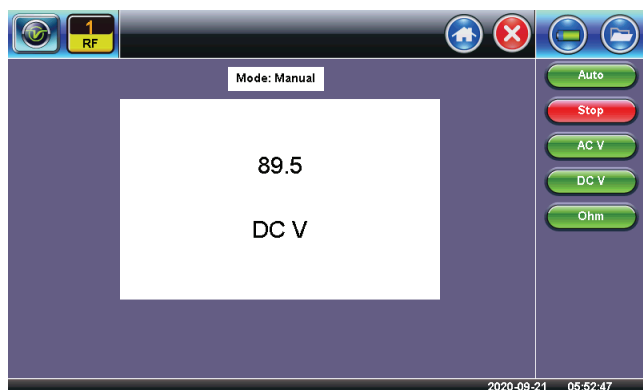 1
RF
Mode: Manual
89.5
DC V
Auto
Stop
AC V
DC V
Ohm
2020-09-21 05:52:47